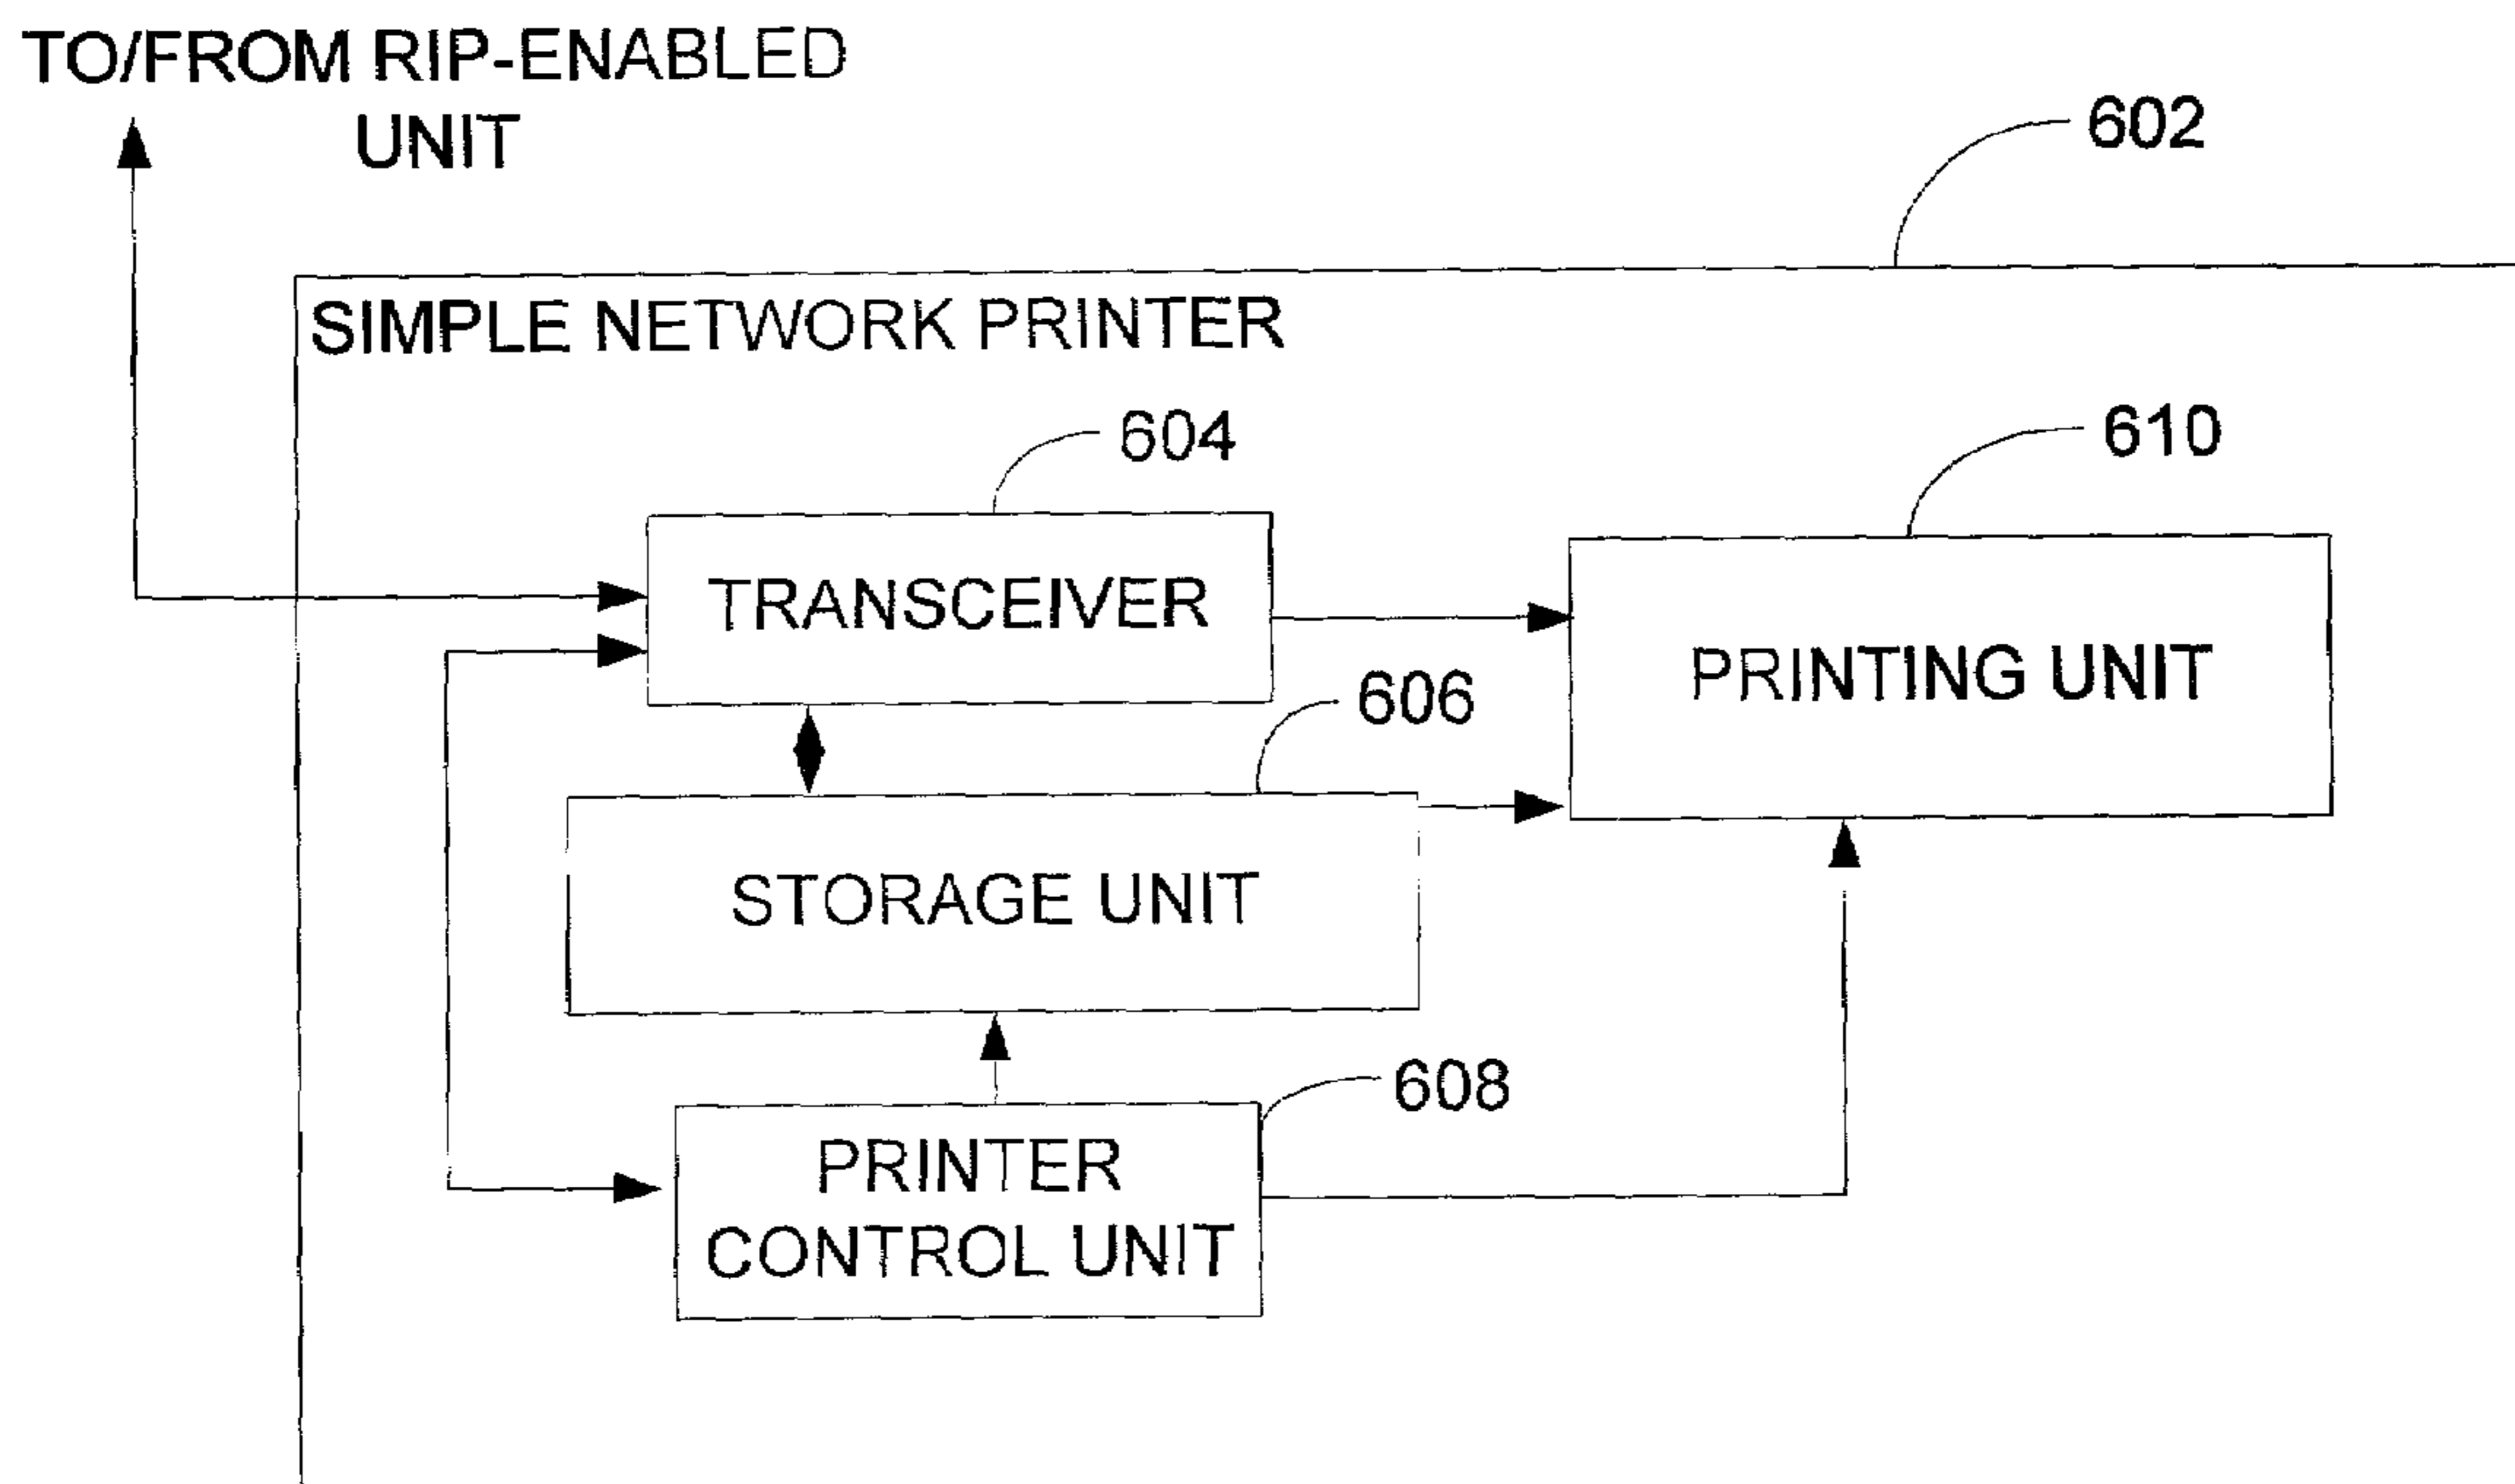 TO/FROM RIP-ENABLED
UNIT
602
SIMPLE NETWORK PRINTER
604
610
TRANSCEIVER
PRINTING UNIT
606
STORAGE UNIT
608
PRINTER
CONTROL UNIT